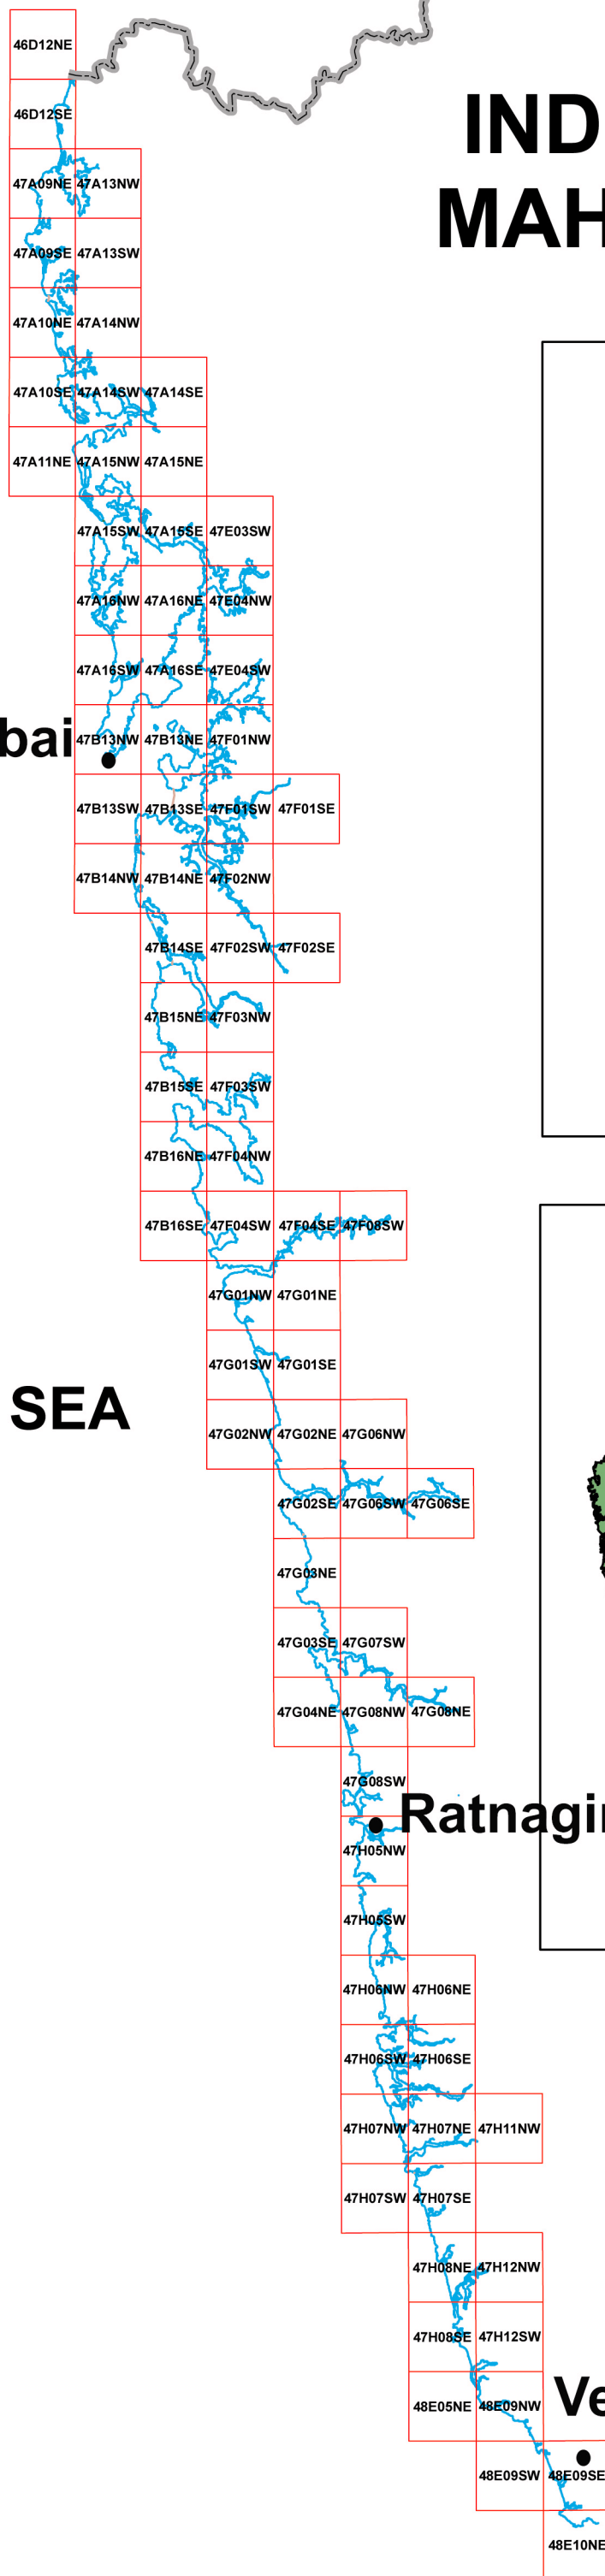 46D12NE
IND
46D12SE
47A09NE 47A13NW
MAH
47A09SE 47A13SW
47A10NE 47A14NW
47A10SE 47A14SW 47A14SE
47A11NE 47A15NW 47A15NE
47A15SW 47A15SE 47E03SW
47A16NW 47A16NE 47E04NW
47A16SW 47A16SE 47E04SW
bai 47B13NW 47B13NE 47F01NW
47B13SW 47B13SE 47F01SW 47F01SE
47B14NW 47B14NE 47F02NW
47B14SE 47F02SW 47F02SE
47B15NE 47F03NW
47B15SE 47F03SW
47B16NE 47F04NW
47B16SE 47F04SW 47F04SE 47F08SW
47G01NW 47G01NE
47G01SW 47G01SE
SEA
47G02NW 47G02NE 47G06NW
47G02SE 47G06SW 47G06SE
47G03NE
47G03SE 47G07SW
47G04NE 47G08NW 47G08NE
47G08SW
Ratnagir
47H05NW
47H05SW
47H06NW 47H06NE
47H06SW 47H06SE
47H07NW 47H07NE 47H11NW
47H07SW 47H07SE
47H08NE 47H12NW
47H08SE 47H12SW
48E05NE 48E09NW Ve
48E09SW 48E09SE
48E10NE